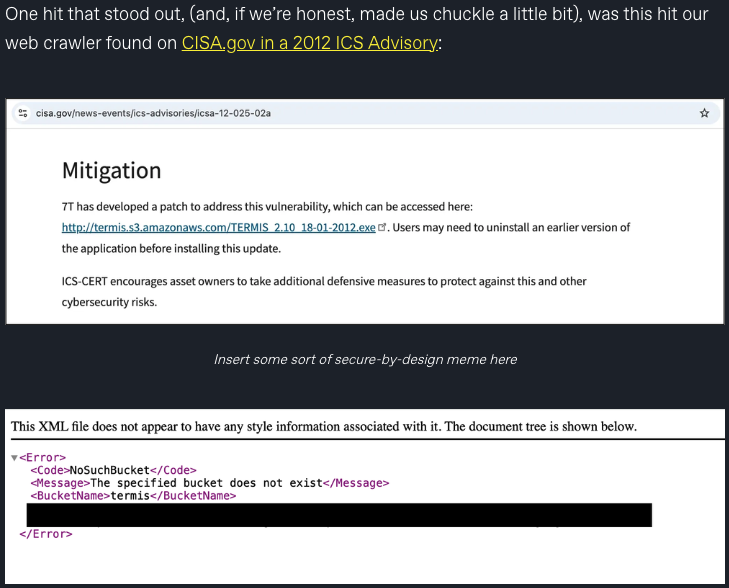 One hit that stood out, (and, if we're honest, made us chuckle a little bit), was this hit our
web crawler found on CISA.gov in a 2012 ICS Advisory:
cisa.gov/news-events/ics-advisories/icsa-12-025-02a
Mitigation
7T has developed a patch to address this vulnerability, which can be accessed here:
http://termis.s3.amazonaws.com/TERMIS_2.10_18-01-2012.exe. Users may need to uninstall an earlier version of
the application before installing this update.
ICS-CERT encourages asset owners to take additional defensive measures to protect against this and other
cybersecurity risks.
Insert some sort of secure-by-design meme here
This XML file does not appear to have any style information associated with it. The document tree is shown below.
▼<Error>
<Code>NoSuchBucket</Code>
<Message>The specified bucket does not exist</Message>
<BucketName>termis</BucketName>
</Error>